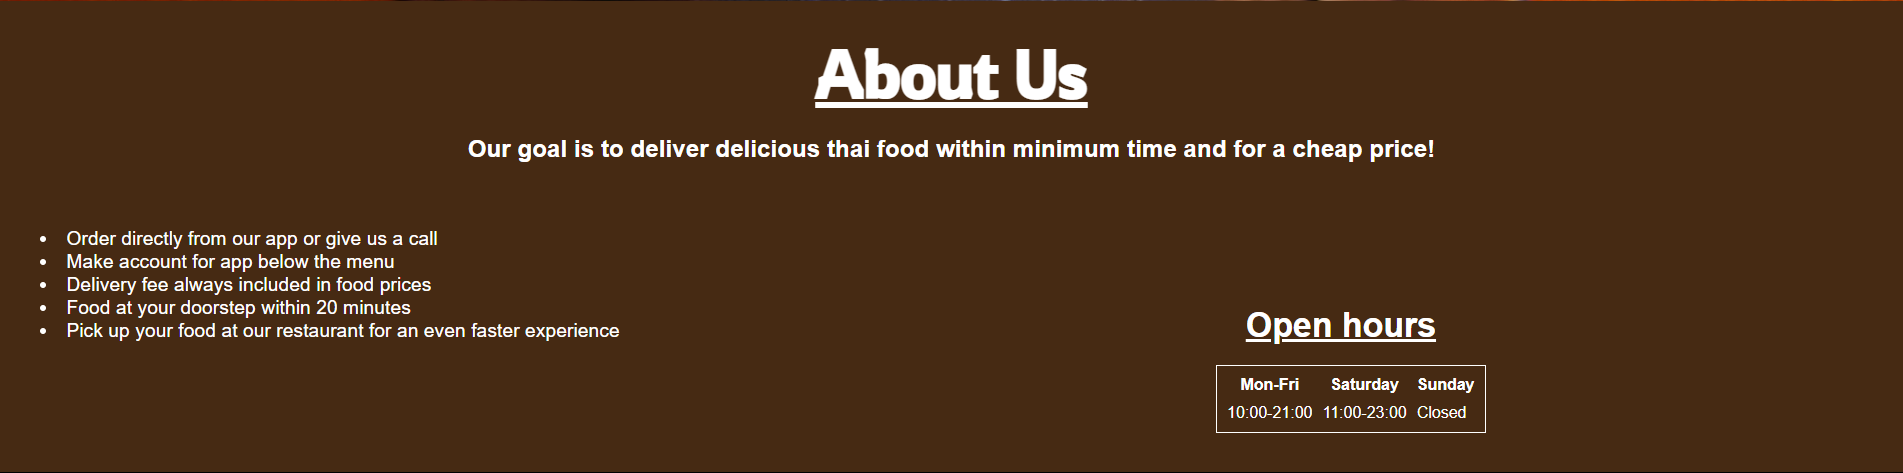 About Us
Our goal is to deliver delicious thai food within minimum time and for a cheap price!
Order directly from our app or give us a call
Make account for app below the menu
Delivery fee always included in food prices
Food at your doorstep within 20 minutes
Pick up your food at our restaurant for an even faster experience
Open hours
Mon-Fri Saturday Sunday
10:00-21:00 11:00-23:00 Closed